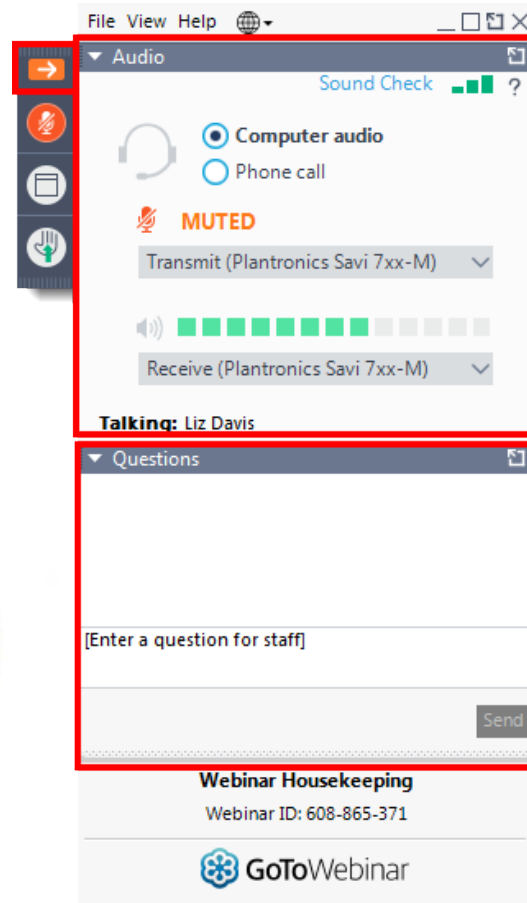 File View Help
Audio
Sound Check ?
Computer audio
Phone call
MUTED
Transmit (Plantronics Savi 7xx-M)
Receive (Plantronics Savi 7xx-M)
Talking: Liz Davis
Questions
[Enter a question for staff]
Send
Webinar Housekeeping
Webinar ID: 608-865-371
GoToWebinar